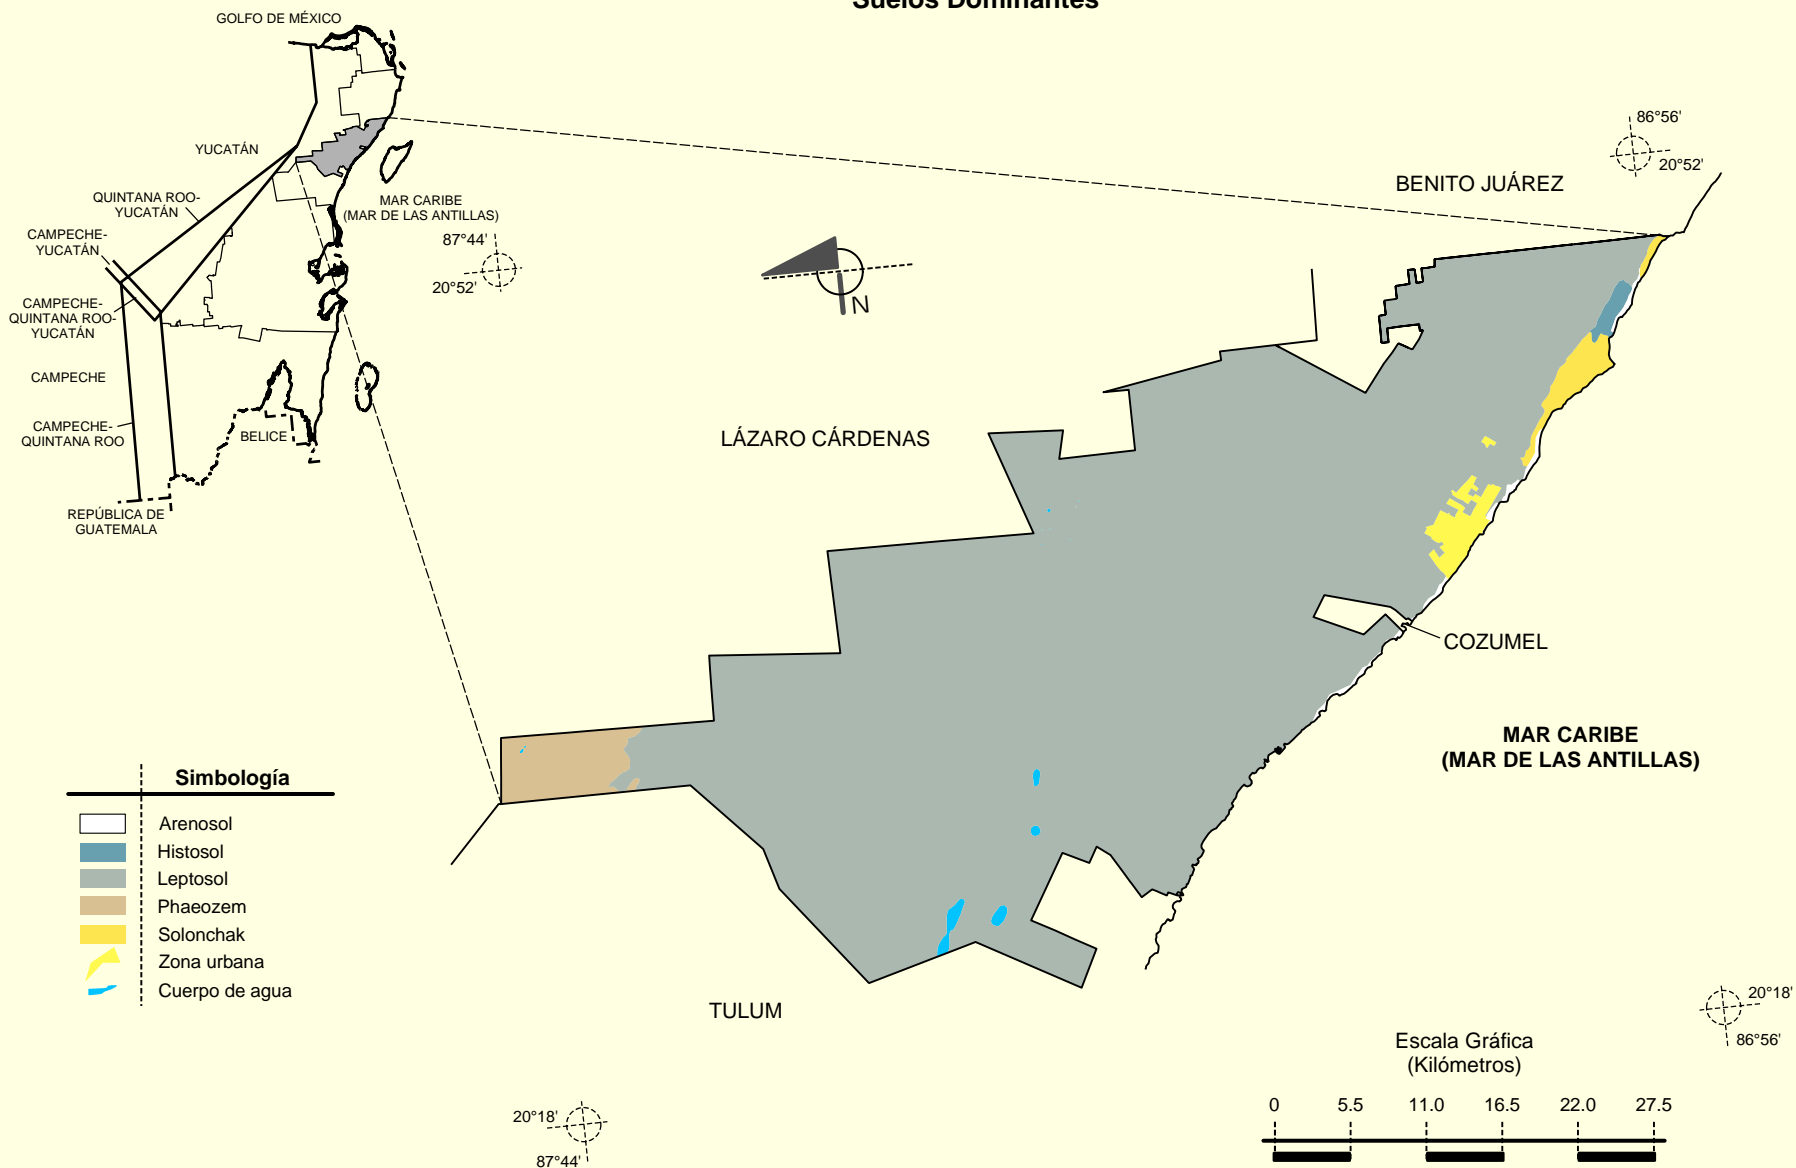 Suelos Dominantes
GOLFO DE MÉXICO
YUCATÁN
QUINTANA ROO-
YUCATÁN
CAMPECHE-
YUCATÁN
CAMPECHE-
QUINTANA ROO-
YUCATÁN
CAMPECHE
CAMPECHE-
QUINTANA ROO
REPÚBLICA DE
GUATEMALA
BELICE
MAR CARIBE
(MAR DE LAS ANTILLAS)
87°44'
20°52'
N
86°56'
20°52'
BENITO JUÁREZ
LÁZARO CÁRDENAS
COZUMEL
MAR CARIBE
(MAR DE LAS ANTILLAS)
TULUM
Simbología
Arenosol
Histosol
Leptosol
Phaeozem
Solonchak
Zona urbana
Cuerpo de agua
20°18'
87°44'
20°18'
86°56'
Escala Gráfica
(Kilómetros)
0 5.5 11.0 16.5 22.0 27.5